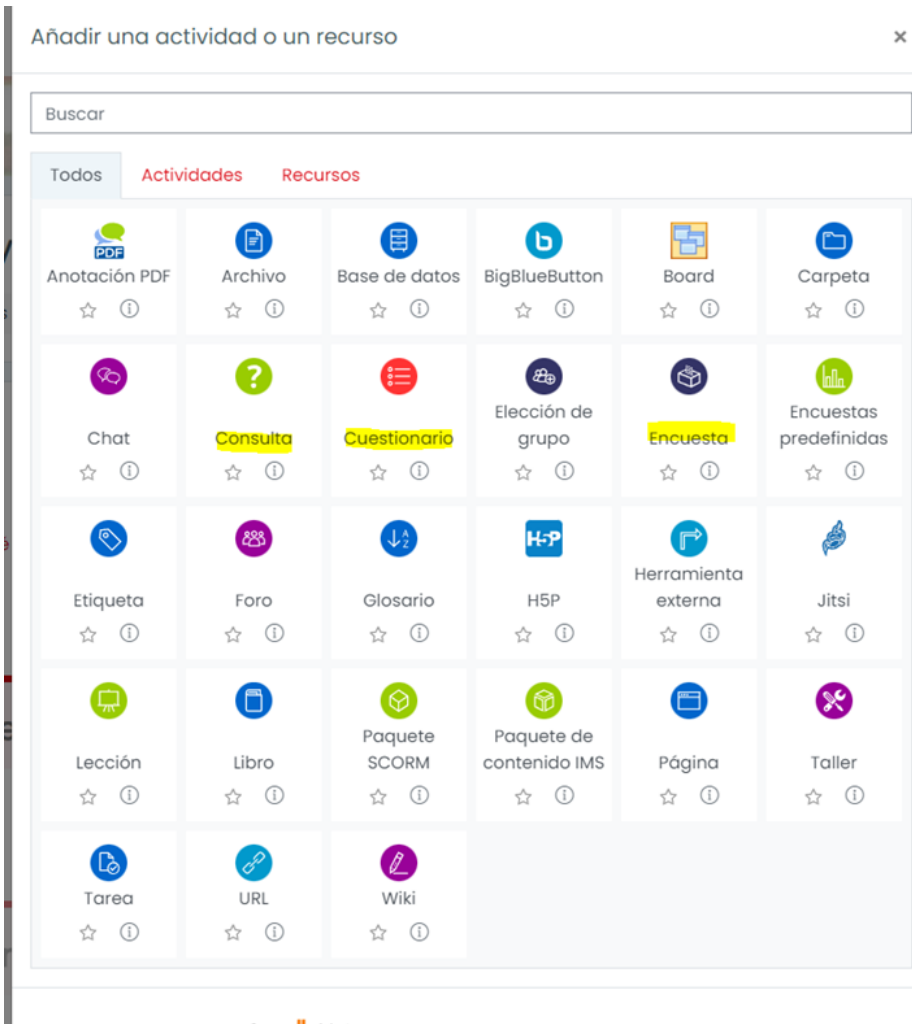 Añadir una actividad o un recurso
×
Buscar
Todos Actividades Recursos
PDF
Anotación PDF Archivo Base de datos BigBlueButton Board Carpeta
Chat Consulta Cuestionario Elección de grupo Encuesta Encuestas predefinidas
H5P
Etiqueta Foro Glosario H5P Herramienta externa Jitsi
Lección Libro Paquete SCORM Paquete de contenido IMS Página Taller
Tarea URL Wiki